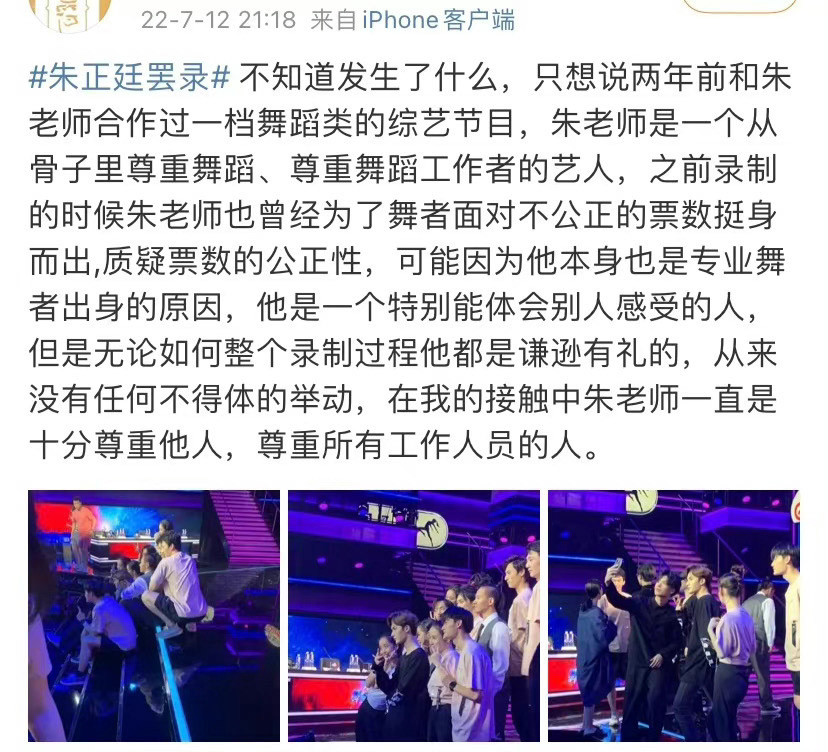 22-7-12 21:18 来自 iPhone客户端
#朱正廷罢录# 不知道发生了什么，只想说两年前和朱
老师合作过一档舞蹈类的综艺节目，朱老师是一个从
骨子里尊重舞蹈、尊重舞蹈工作者的艺人，之前录制
的时候朱老师也曾经为了舞者面对不公正的票数挺身
而出,质疑票数的公正性，可能因为他本身也是专业舞
者出身的原因，他是一个特别能体会别人感受的人，
但是无论如何整个录制过程他都是谦逊有礼的，从来
没有任何不得体的举动，在我的接触中朱老师一直是
十分尊重他人，尊重所有工作人员的人。